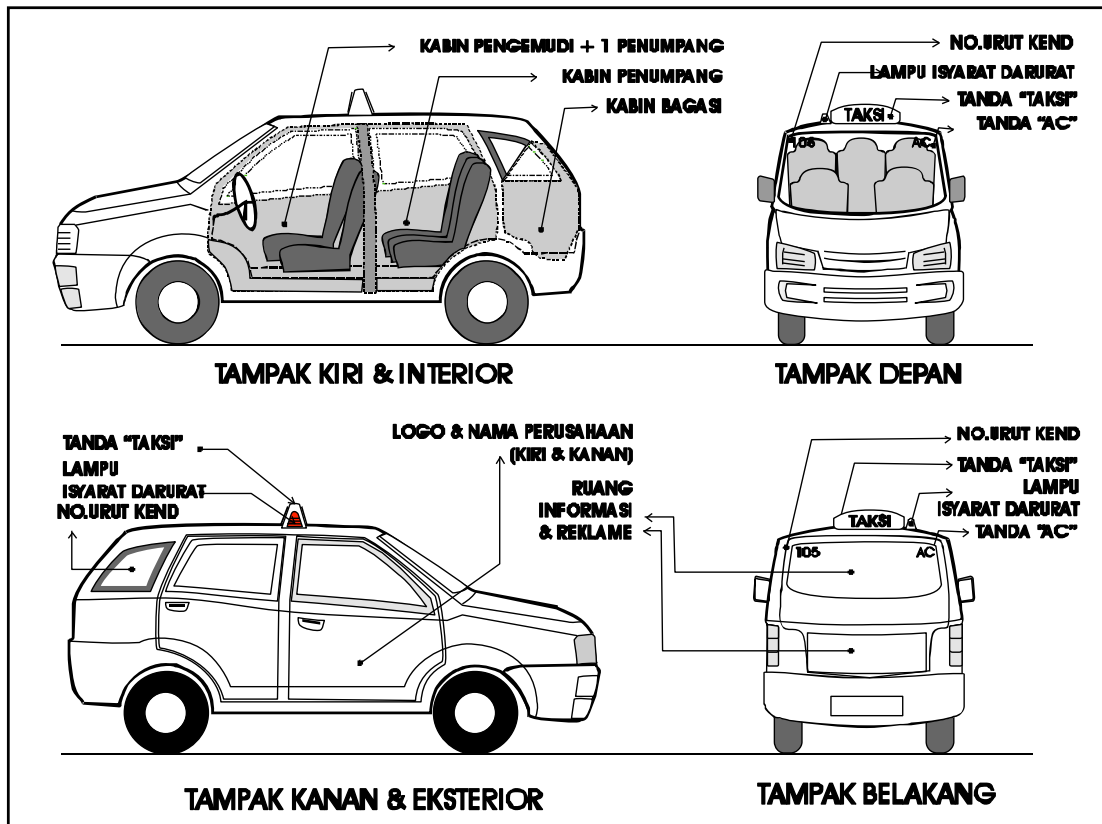 KABIN PENGEMUDI + 1 PENUMPANG
KABIN PENUMPANG
KABIN BAGASI
NO.URUT KEND
LAMPU ISYARAT DARURAT
TANDA "TAKSI"
TANDA "AC"
TAKSI
AC
TAMPAK KIRI & INTERIOR
TAMPAK DEPAN
TANDA "TAKSI"
LAMPU
ISYARAT DARURAT
NO.URUT KEND
LOGO & NAMA PERUSAHAAN
(KIRI & KANAN)
RUANG
INFORMASI
& REKLAME
NO.URUT KEND
TANDA "TAKSI"
LAMPU
ISYARAT DARURAT
TANDA "AC"
TAKSI
105
AC
TAMPAK KANAN & EKSTERIOR
TAMPAK BELAKANG